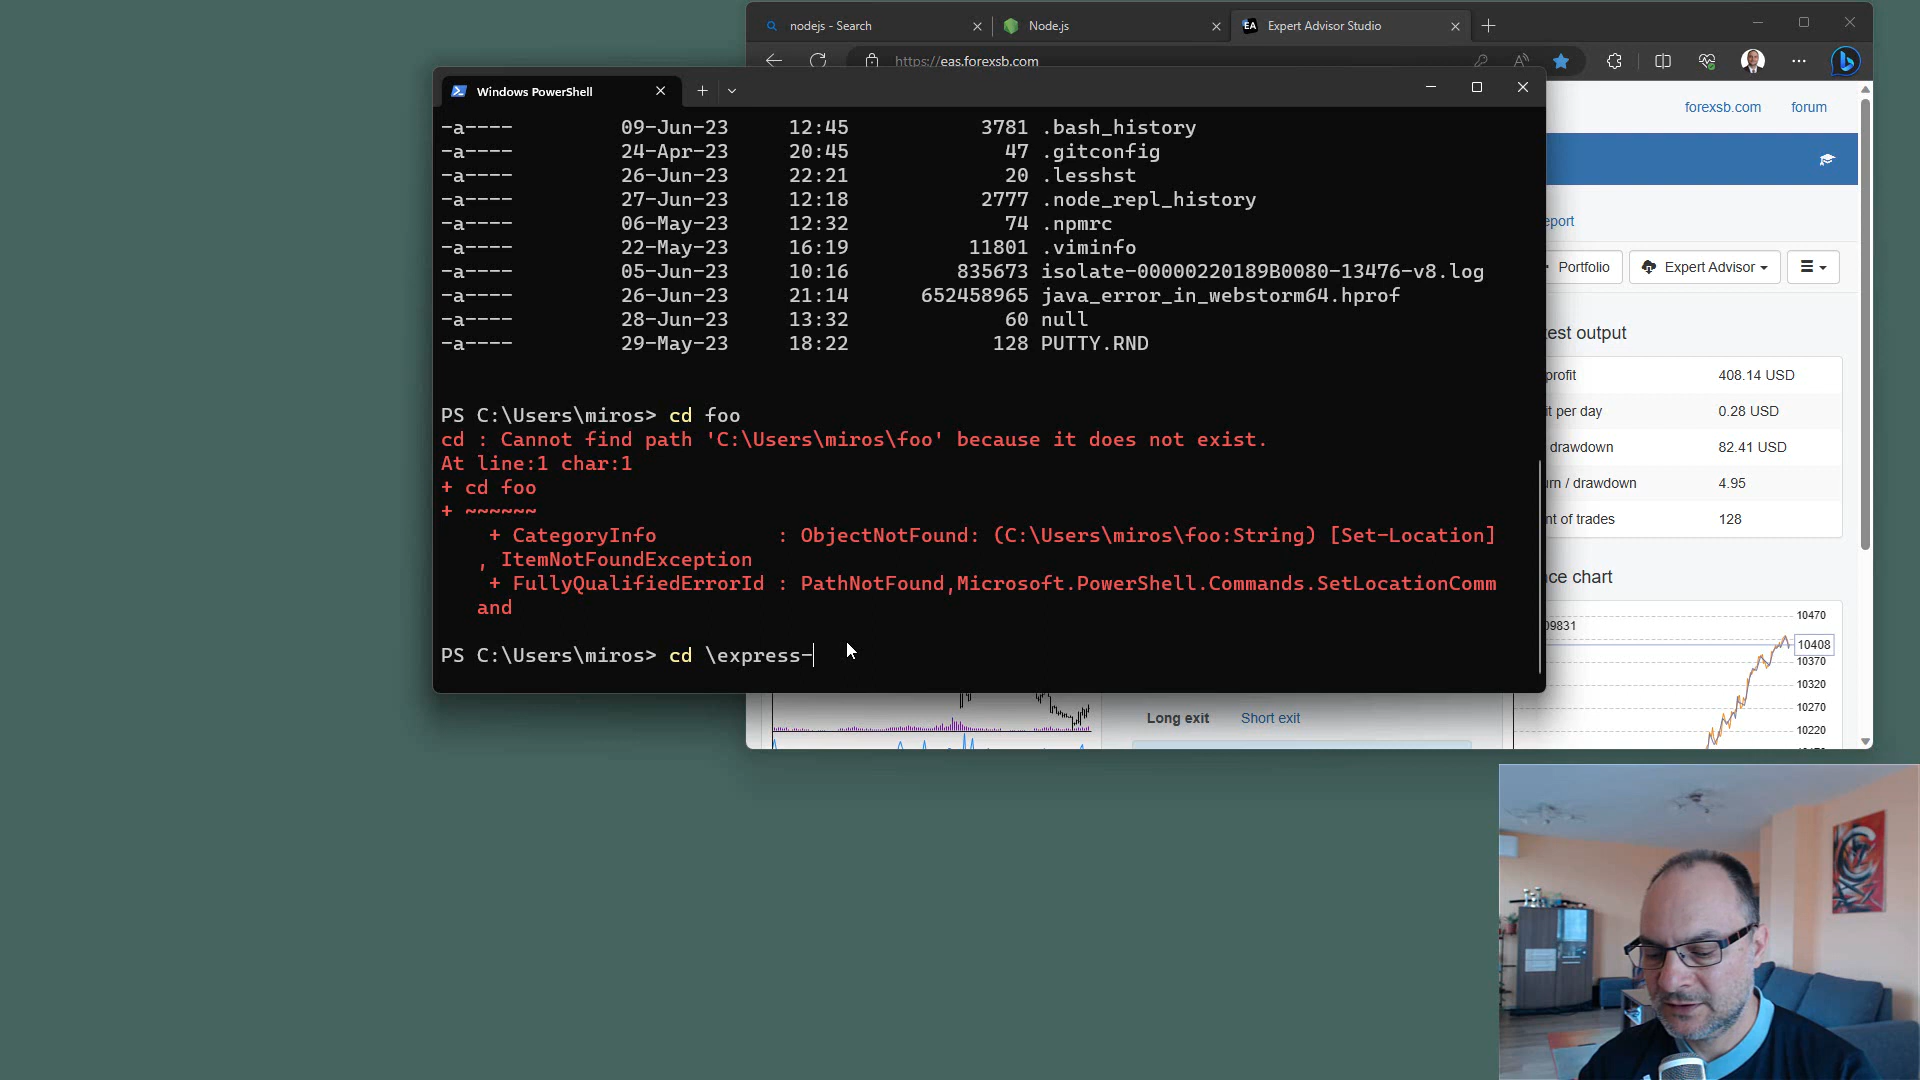 nodejs - Search
Node.js
Expert Advisor Studio
https://eas.forexsb.com
Windows PowerShell
forexsb.com
forum
-a---- 09-Jun-23 12:45 3781 .bash_history
-a---- 24-Apr-23 20:45 47 .gitconfig
-a---- 26-Jun-23 22:21 20 .lesshst
-a---- 27-Jun-23 12:18 2777 .node_repl_history
-a---- 06-May-23 12:32 74 .npmrc
-a---- 22-May-23 16:19 11801 .viminfo
-a---- 05-Jun-23 10:16 835673 isolate-00000220189B0080-13476-v8.log
-a---- 26-Jun-23 21:14 652458965 java_error_in_webstorm64.hprof
-a---- 28-Jun-23 13:32 60 null
-a---- 29-May-23 18:22 128 PUTTY.RND
PS C:\Users\miros> cd foo
cd : Cannot find path 'C:\Users\miros\foo' because it does not exist.
At line:1 char:1
+ cd foo
+ ~~~~~~
+ CategoryInfo : ObjectNotFound: (C:\Users\miros\foo:String) [Set-Location]
, ItemNotFoundException
+ FullyQualifiedErrorId : PathNotFound,Microsoft.PowerShell.Commands.SetLocationComm
and
PS C:\Users\miros> cd \express-
eport
Portfolio
Expert Advisor
test output
profit 408.14 USD
it per day 0.28 USD
drawdown 82.41 USD
rn / drawdown 4.95
nt of trades 128
ce chart
09831
10470
10408
10370
10320
10270
10220
Long exit
Short exit